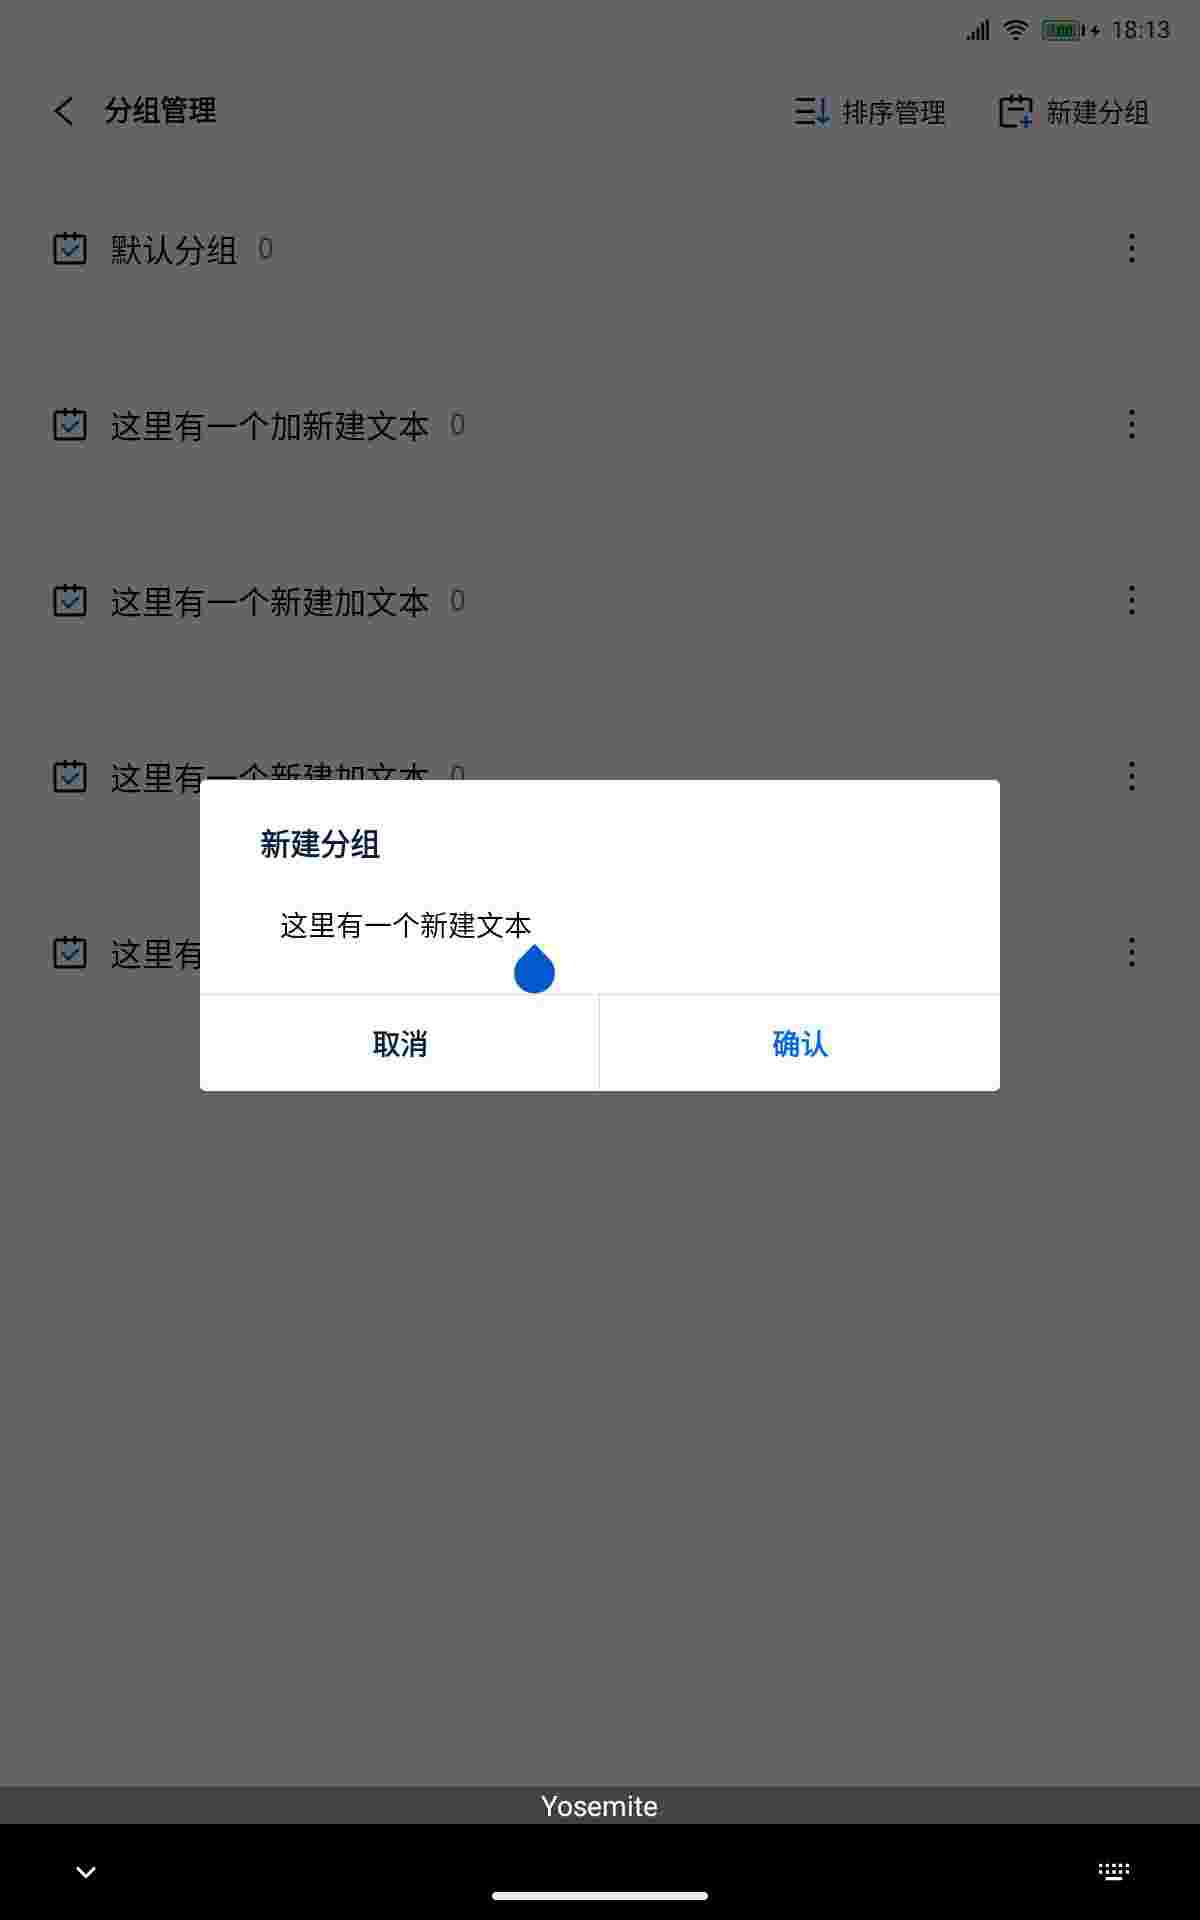 18:13
分组管理 排序管理 新建分组
默认分组 0
这里有一个加新建文本 0
这里有一个新建加文本 0
这里有一个新建加文本 0
新建分组
这里有一个新建文本
这里有
取消 确认
Yosemite